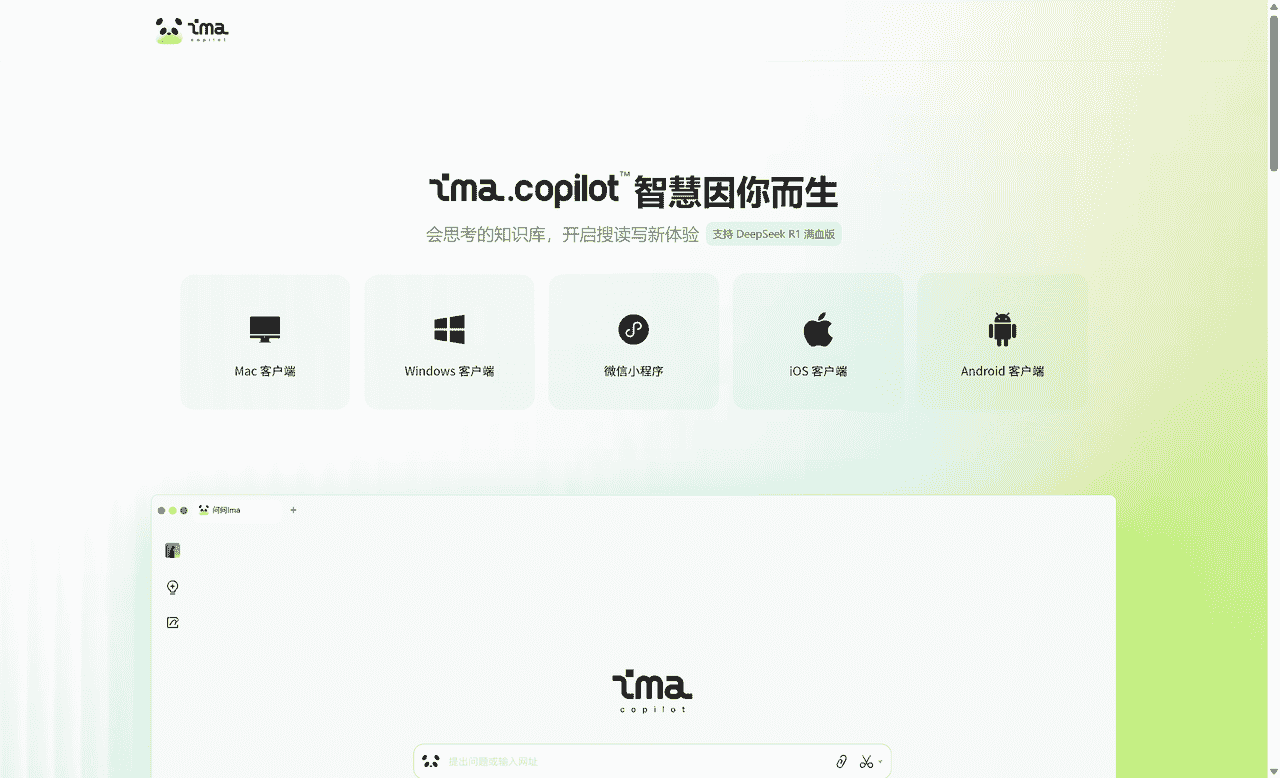 ima
copilot
ima.copilot™ 智慧因你而生
会思考的知识库，开启搜读写新体验 支持 DeepSeek R1 满血版
Mac 客户端
Windows 客户端
微信小程序
iOS 客户端
Android 客户端
问问ima
ima
copilot
提出问题或输入网址